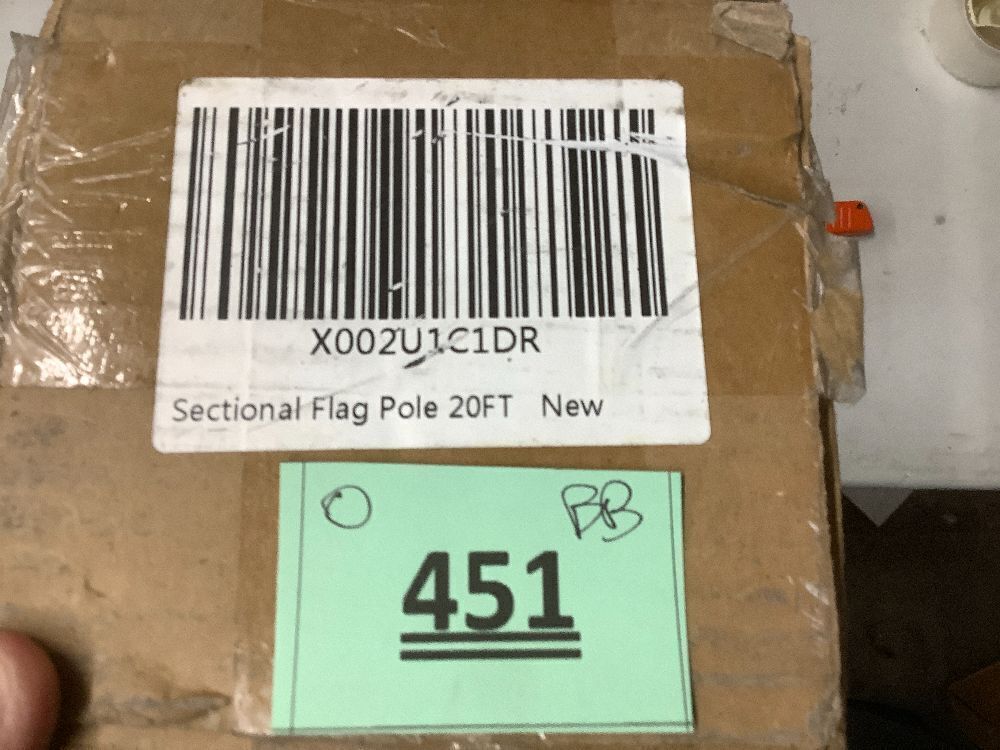 X002U1C1DR
Sectional Flag Pole 20FT New
O BB
451